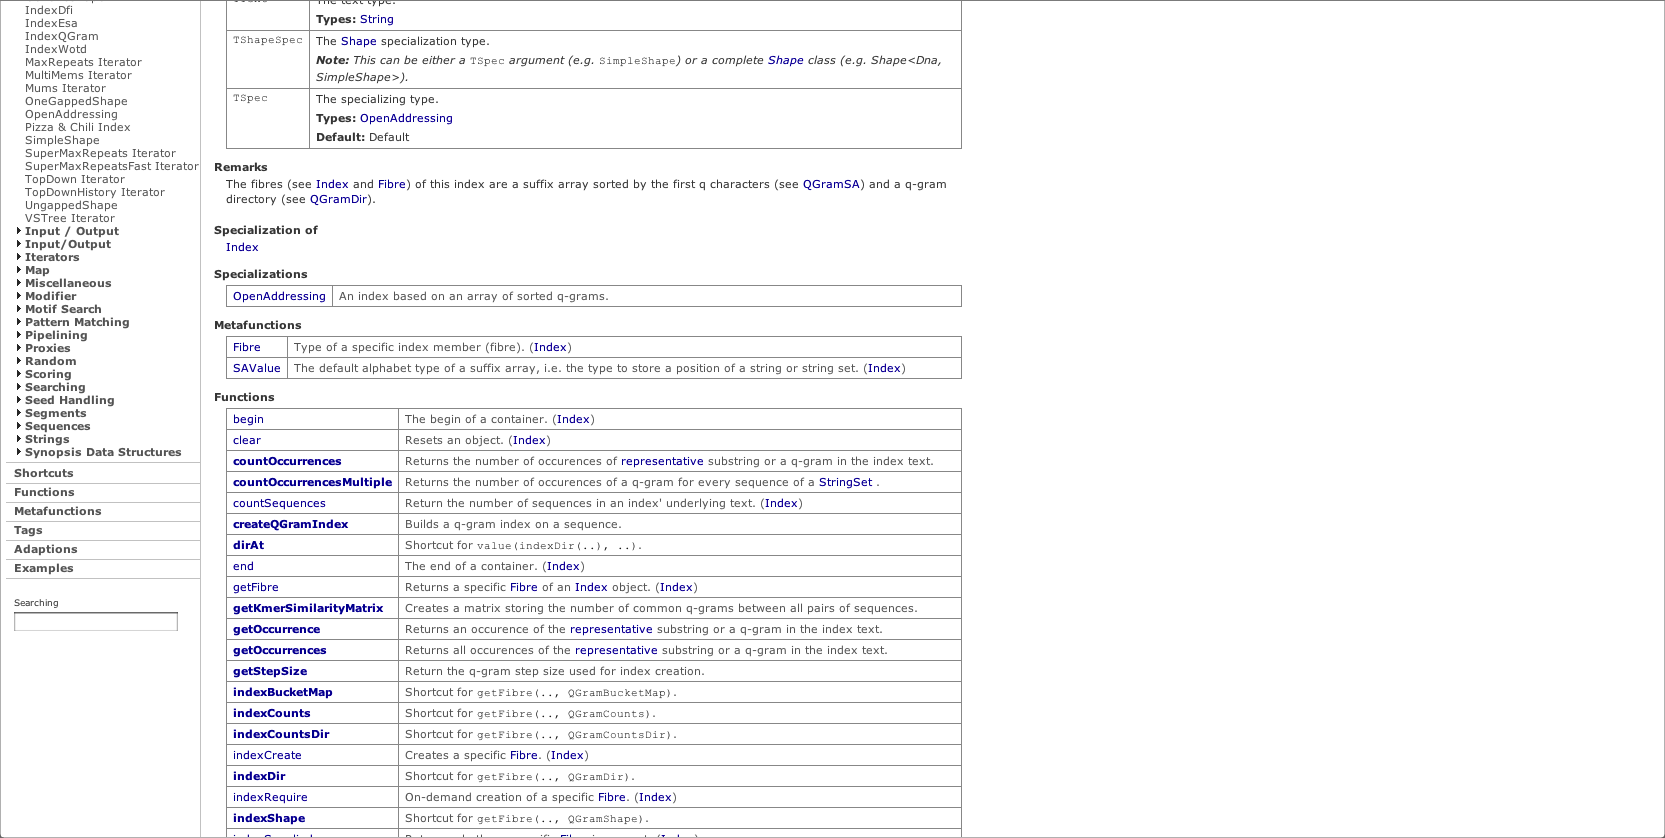 IndexDfi
IndexEsa
IndexQGram
IndexWotd
MaxRepeats Iterator
MultiMems Iterator
Mums Iterator
OneGappedShape
OpenAddressing
Pizza & Chili Index
SimpleShape
SuperMaxRepeats Iterator
SuperMaxRepeatsFast Iterator
TopDown Iterator
TopDownHistory Iterator
UngappedShape
VSTree Iterator
Input / Output
Input/Output
Iterators
Map
Miscellaneous
Modifier
Motif Search
Pattern Matching
Pipelining
Proxies
Random
Scoring
Searching
Seed Handling
Segments
Sequences
Strings
Synopsis Data Structures
Shortcuts
Functions
Metafunctions
Tags
Adaptions
Examples
Searching
Types: String
TShapeSpec The Shape specialization type.
Note: This can be either a TSpec argument (e.g. SimpleShape) or a complete Shape class (e.g. Shape<Dna,
SimpleShape>).
TSpec The specializing type.
Types: OpenAddressing
Default: Default
Remarks
The fibres (see Index and Fibre) of this index are a suffix array sorted by the first q characters (see QGramSA) and a q-gram
directory (see QGramDir).
Specialization of
Index
Specializations
OpenAddressing An index based on an array of sorted q-grams.
Metafunctions
Fibre Type of a specific index member (fibre). (Index)
SAValue The default alphabet type of a suffix array, i.e. the type to store a position of a string or string set. (Index)
Functions
begin The begin of a container. (Index)
clear Resets an object. (Index)
countOccurrences Returns the number of occurences of representative substring or a q-gram in the index text.
countOccurrencesMultiple Returns the number of occurences of a q-gram for every sequence of a StringSet .
countSequences Return the number of sequences in an index' underlying text. (Index)
createQGramIndex Builds a q-gram index on a sequence.
dirAt Shortcut for value(indexDir(..), ..).
end The end of a container. (Index)
getFibre Returns a specific Fibre of an Index object. (Index)
getKmerSimilarityMatrix Creates a matrix storing the number of common q-grams between all pairs of sequences.
getOccurrence Returns an occurence of the representative substring or a q-gram in the index text.
getOccurrences Returns all occurences of the representative substring or a q-gram in the index text.
getStepSize Return the q-gram step size used for index creation.
indexBucketMap Shortcut for getFibre(.., QGramBucketMap).
indexCounts Shortcut for getFibre(.., QGramCounts).
indexCountsDir Shortcut for getFibre(.., QGramCountsDir).
indexCreate Creates a specific Fibre. (Index)
indexDir Shortcut for getFibre(.., QGramDir).
indexRequire On-demand creation of a specific Fibre. (Index)
indexShape Shortcut for getFibre(.., QGramShape).